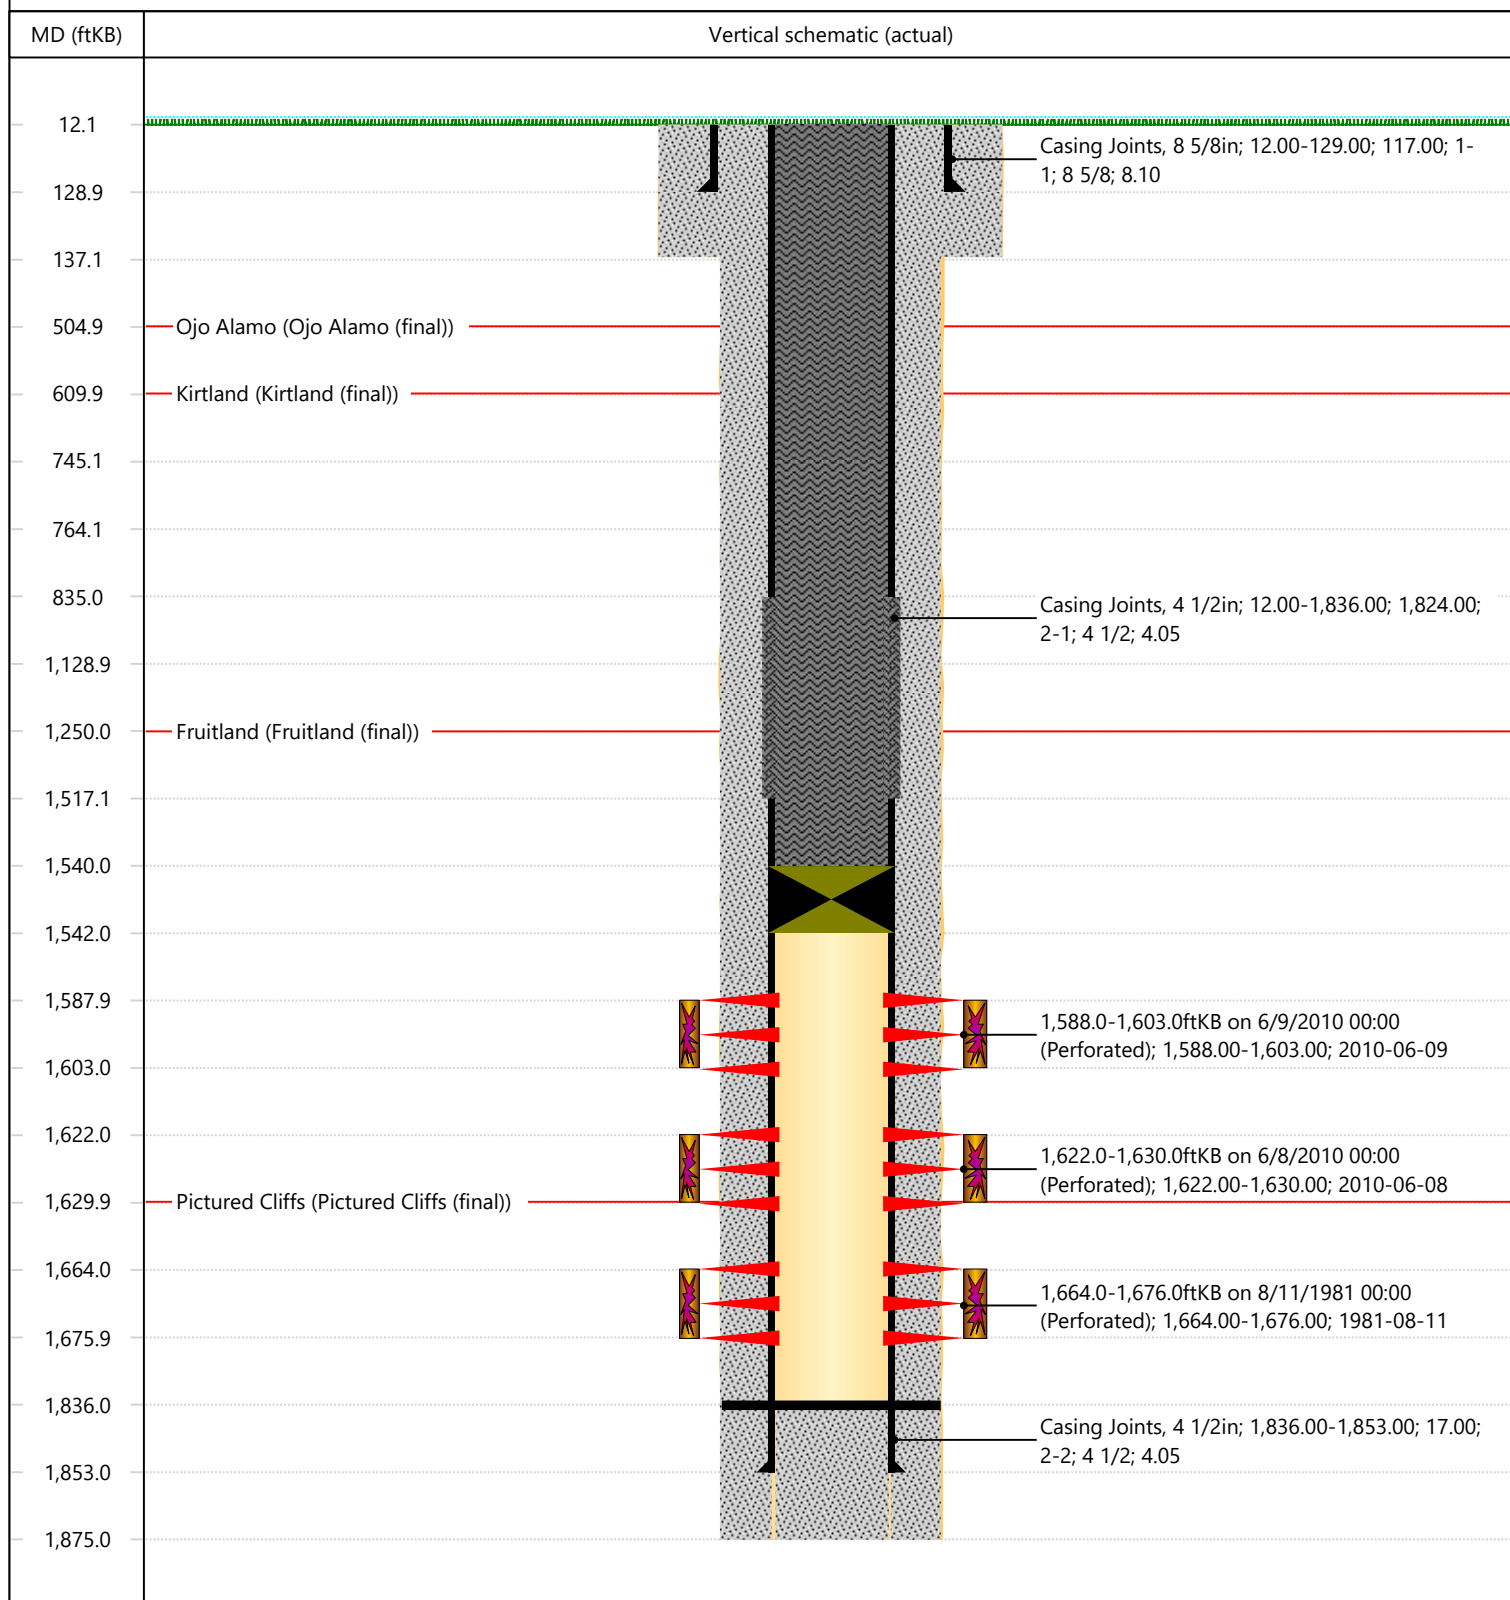 MD (ftKB)
Vertical schematic (actual)
12.1
Casing Joints, 8 5/8in; 12.00-129.00; 117.00; 1-
1; 8 5/8; 8.10
128.9
137.1
504.9
Ojo Alamo (Ojo Alamo (final))
609.9
Kirtland (Kirtland (final))
745.1
764.1
835.0
Casing Joints, 4 1/2in; 12.00-1,836.00; 1,824.00;
2-1; 4 1/2; 4.05
1,128.9
1,250.0
Fruitland (Fruitland (final))
1,517.1
1,540.0
1,542.0
1,587.9
1,588.0-1,603.0ftKB on 6/9/2010 00:00
(Perforated); 1,588.00-1,603.00; 2010-06-09
1,603.0
1,622.0
1,622.0-1,630.0ftKB on 6/8/2010 00:00
(Perforated); 1,622.00-1,630.00; 2010-06-08
1,629.9
Pictured Cliffs (Pictured Cliffs (final))
1,664.0
1,664.0-1,676.0ftKB on 8/11/1981 00:00
(Perforated); 1,664.00-1,676.00; 1981-08-11
1,675.9
1,836.0
Casing Joints, 4 1/2in; 1,836.00-1,853.00; 17.00;
2-2; 4 1/2; 4.05
1,853.0
1,875.0